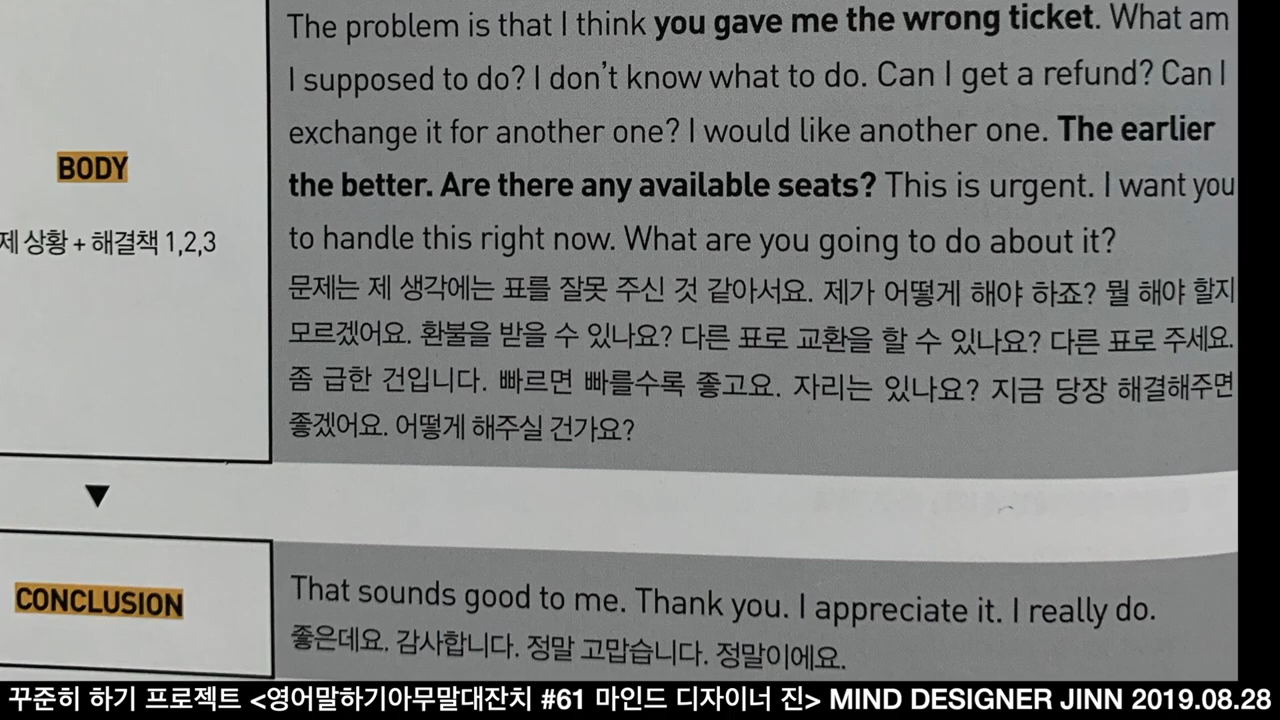 The problem is that I think you gave me the wrong ticket. What am
I supposed to do? I don't know what to do. Can I get a refund? Can I
exchange it for another one? I would like another one. The earlier
the better. Are there any available seats? This is urgent. I want you
to handle this right now. What are you going to do about it?
문제는 제 생각에는 표를 잘못 주신 것 같아서요. 제가 어떻게 해야 하죠? 뭘 해야 할지
모르겠어요. 환불을 받을 수 있나요? 다른 표로 교환을 할 수 있나요? 다른 표로 주세요.
좀 급한 건입니다. 빠르면 빠를수록 좋고요. 자리는 있나요? 지금 당장 해결해주면
좋겠어요. 어떻게 해주실 건가요?
BODY
제 상황 + 해결책 1,2,3
▼
CONCLUSION
That sounds good to me. Thank you. I appreciate it. I really do.
좋은데요. 감사합니다. 정말 고맙습니다. 정말이에요.
꾸준히 하기 프로젝트 <영어말하기아무말대잔치 #61 마인드 디자이너 진> MIND DESIGNER JINN 2019.08.28